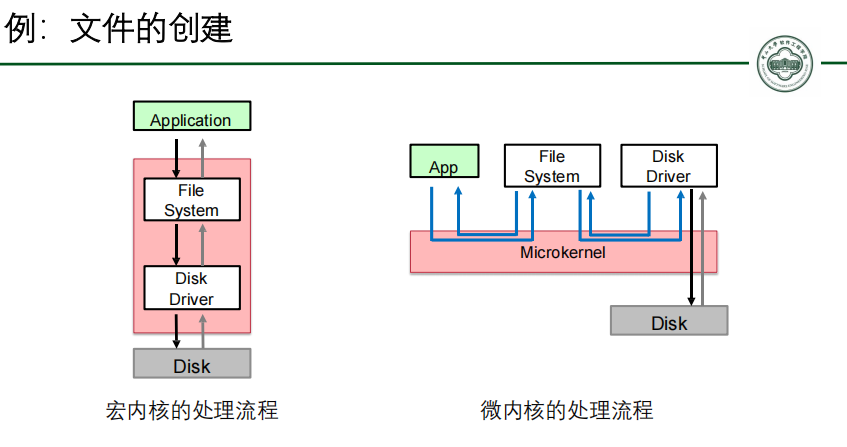 例：文件的创建
Application
File
System
Disk
Driver
Disk
宏内核的处理流程
App
File
System
Disk
Driver
Microkernel
Disk
微内核的处理流程